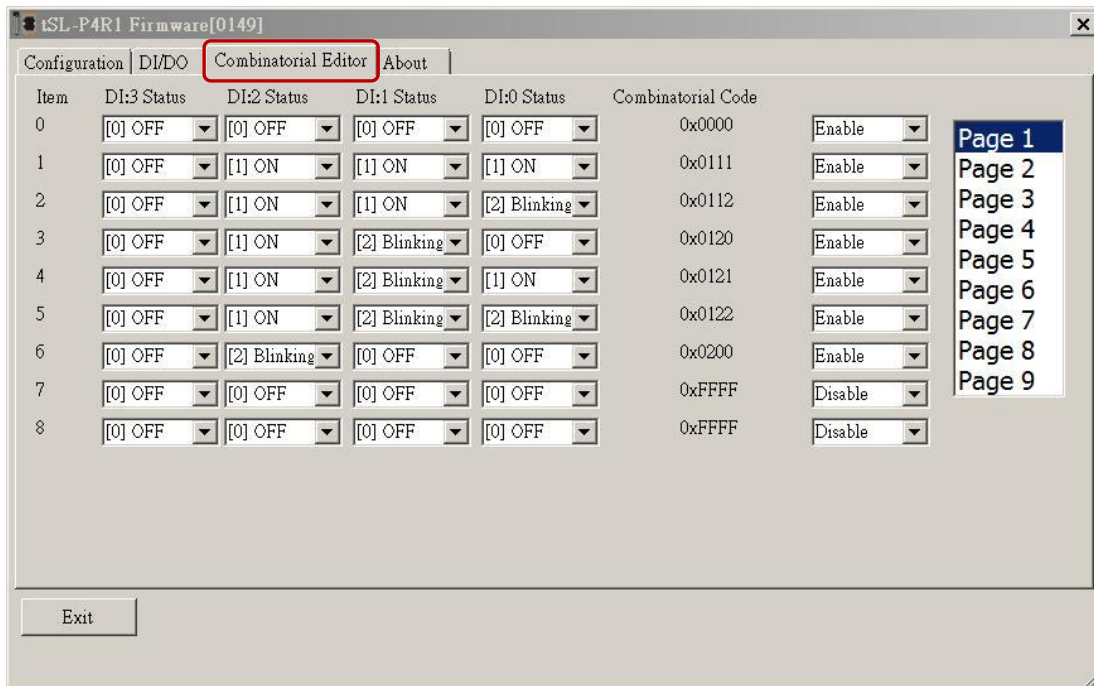 tSL-P4R1 Firmware[0149]
Configuration DI/DO Combinatorial Editor About
Item DI:3 Status DI:2 Status DI:1 Status DI:0 Status Combinatorial Code
0 [0] OFF [0] OFF [0] OFF [0] OFF 0x0000 Enable
1 [0] OFF [1] ON [1] ON [1] ON 0x0111 Enable
2 [0] OFF [1] ON [1] ON [2] Blinking 0x0112 Enable
3 [0] OFF [1] ON [2] Blinking [0] OFF 0x0120 Enable
4 [0] OFF [1] ON [2] Blinking [1] ON 0x0121 Enable
5 [0] OFF [1] ON [2] Blinking [2] Blinking 0x0122 Enable
6 [0] OFF [2] Blinking [0] OFF [0] OFF 0x0200 Enable
7 [0] OFF [0] OFF [0] OFF [0] OFF 0xFFFF Disable
8 [0] OFF [0] OFF [0] OFF [0] OFF 0xFFFF Disable
Page 1
Page 2
Page 3
Page 4
Page 5
Page 6
Page 7
Page 8
Page 9
Exit